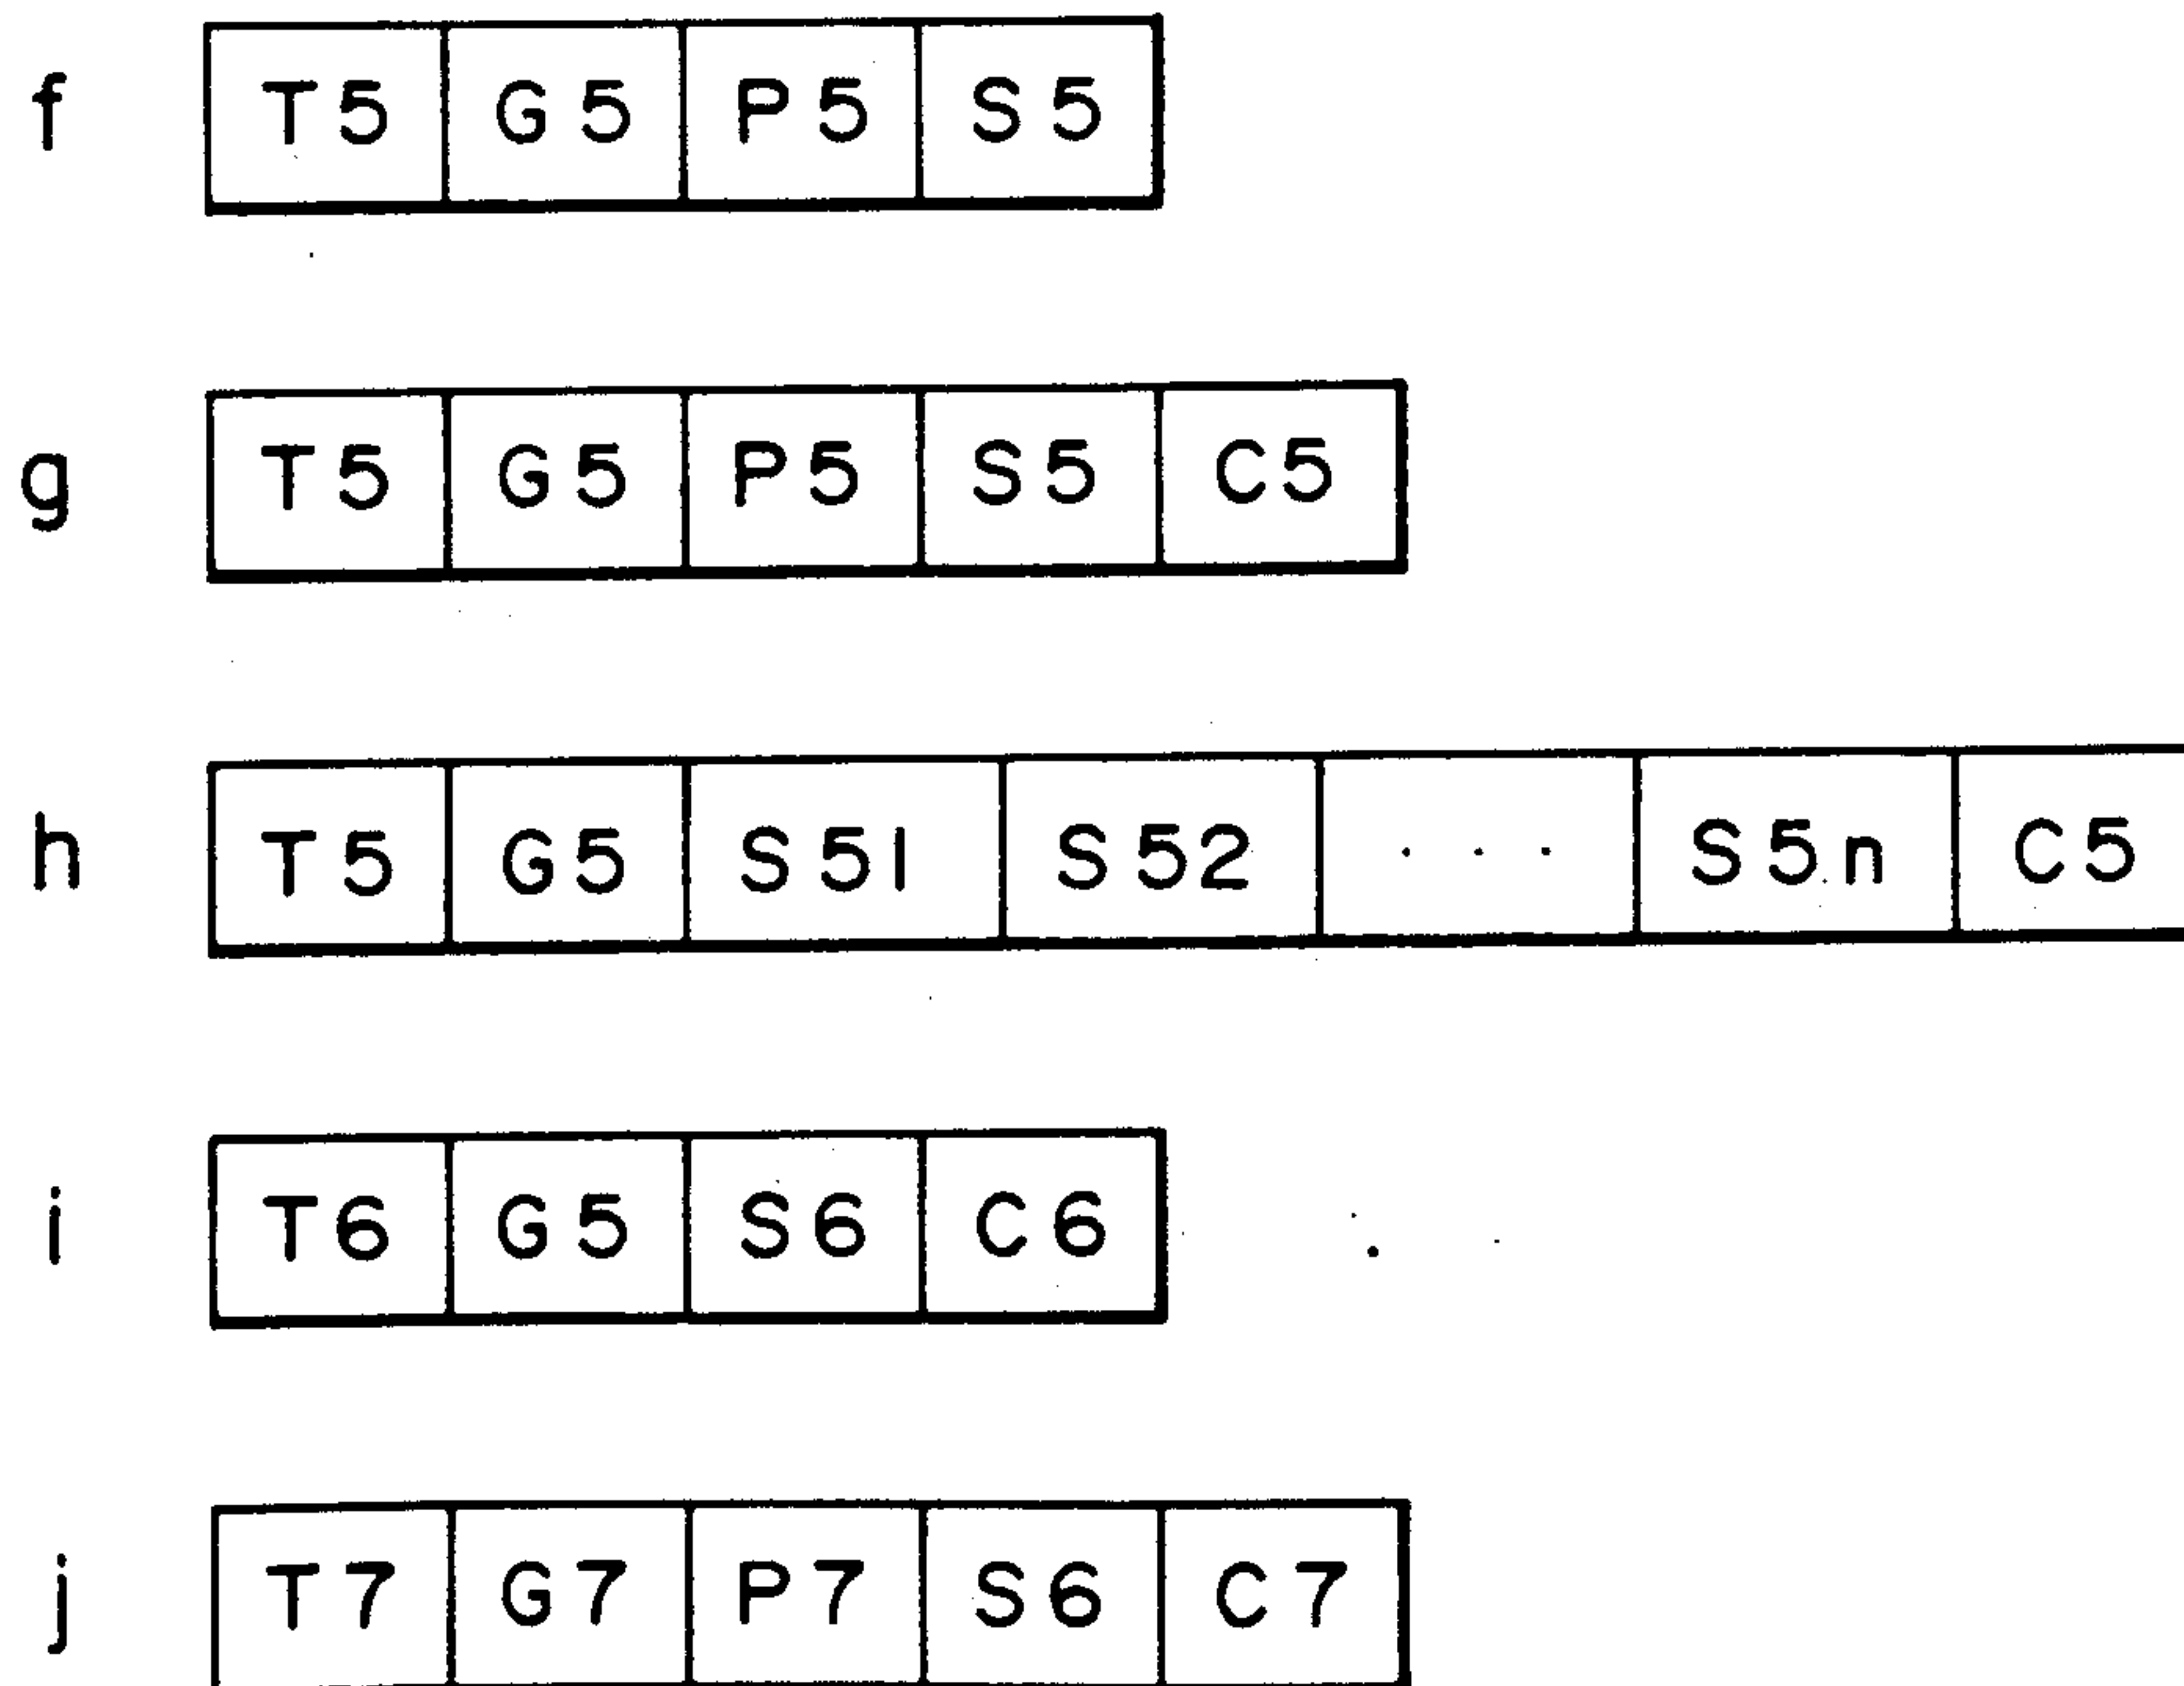 f T5 G5 P5 S5
g T5 G5 P5 S5 C5
h T5 G5 S51 S52 . . . S5n C5
i T6 G5 S6 C6
j T7 G7 P7 S6 C7